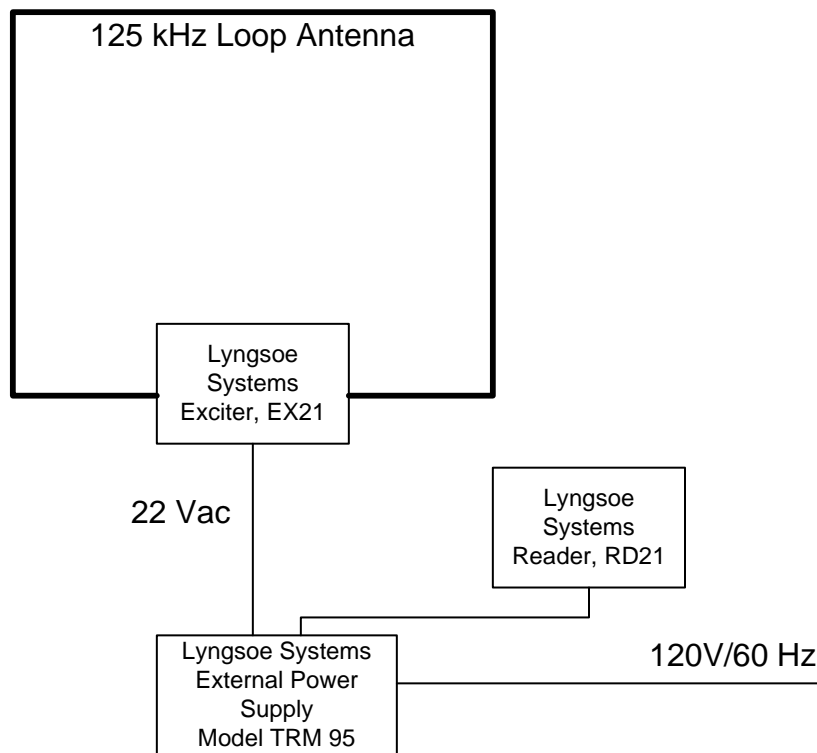 125 kHz Loop Antenna
Lyngsoe
Systems
Exciter, EX21
22 Vac
Lyngsoe
Systems
Reader, RD21
Lyngsoe Systems
External Power
Supply
Model TRM 95
120V/60 Hz